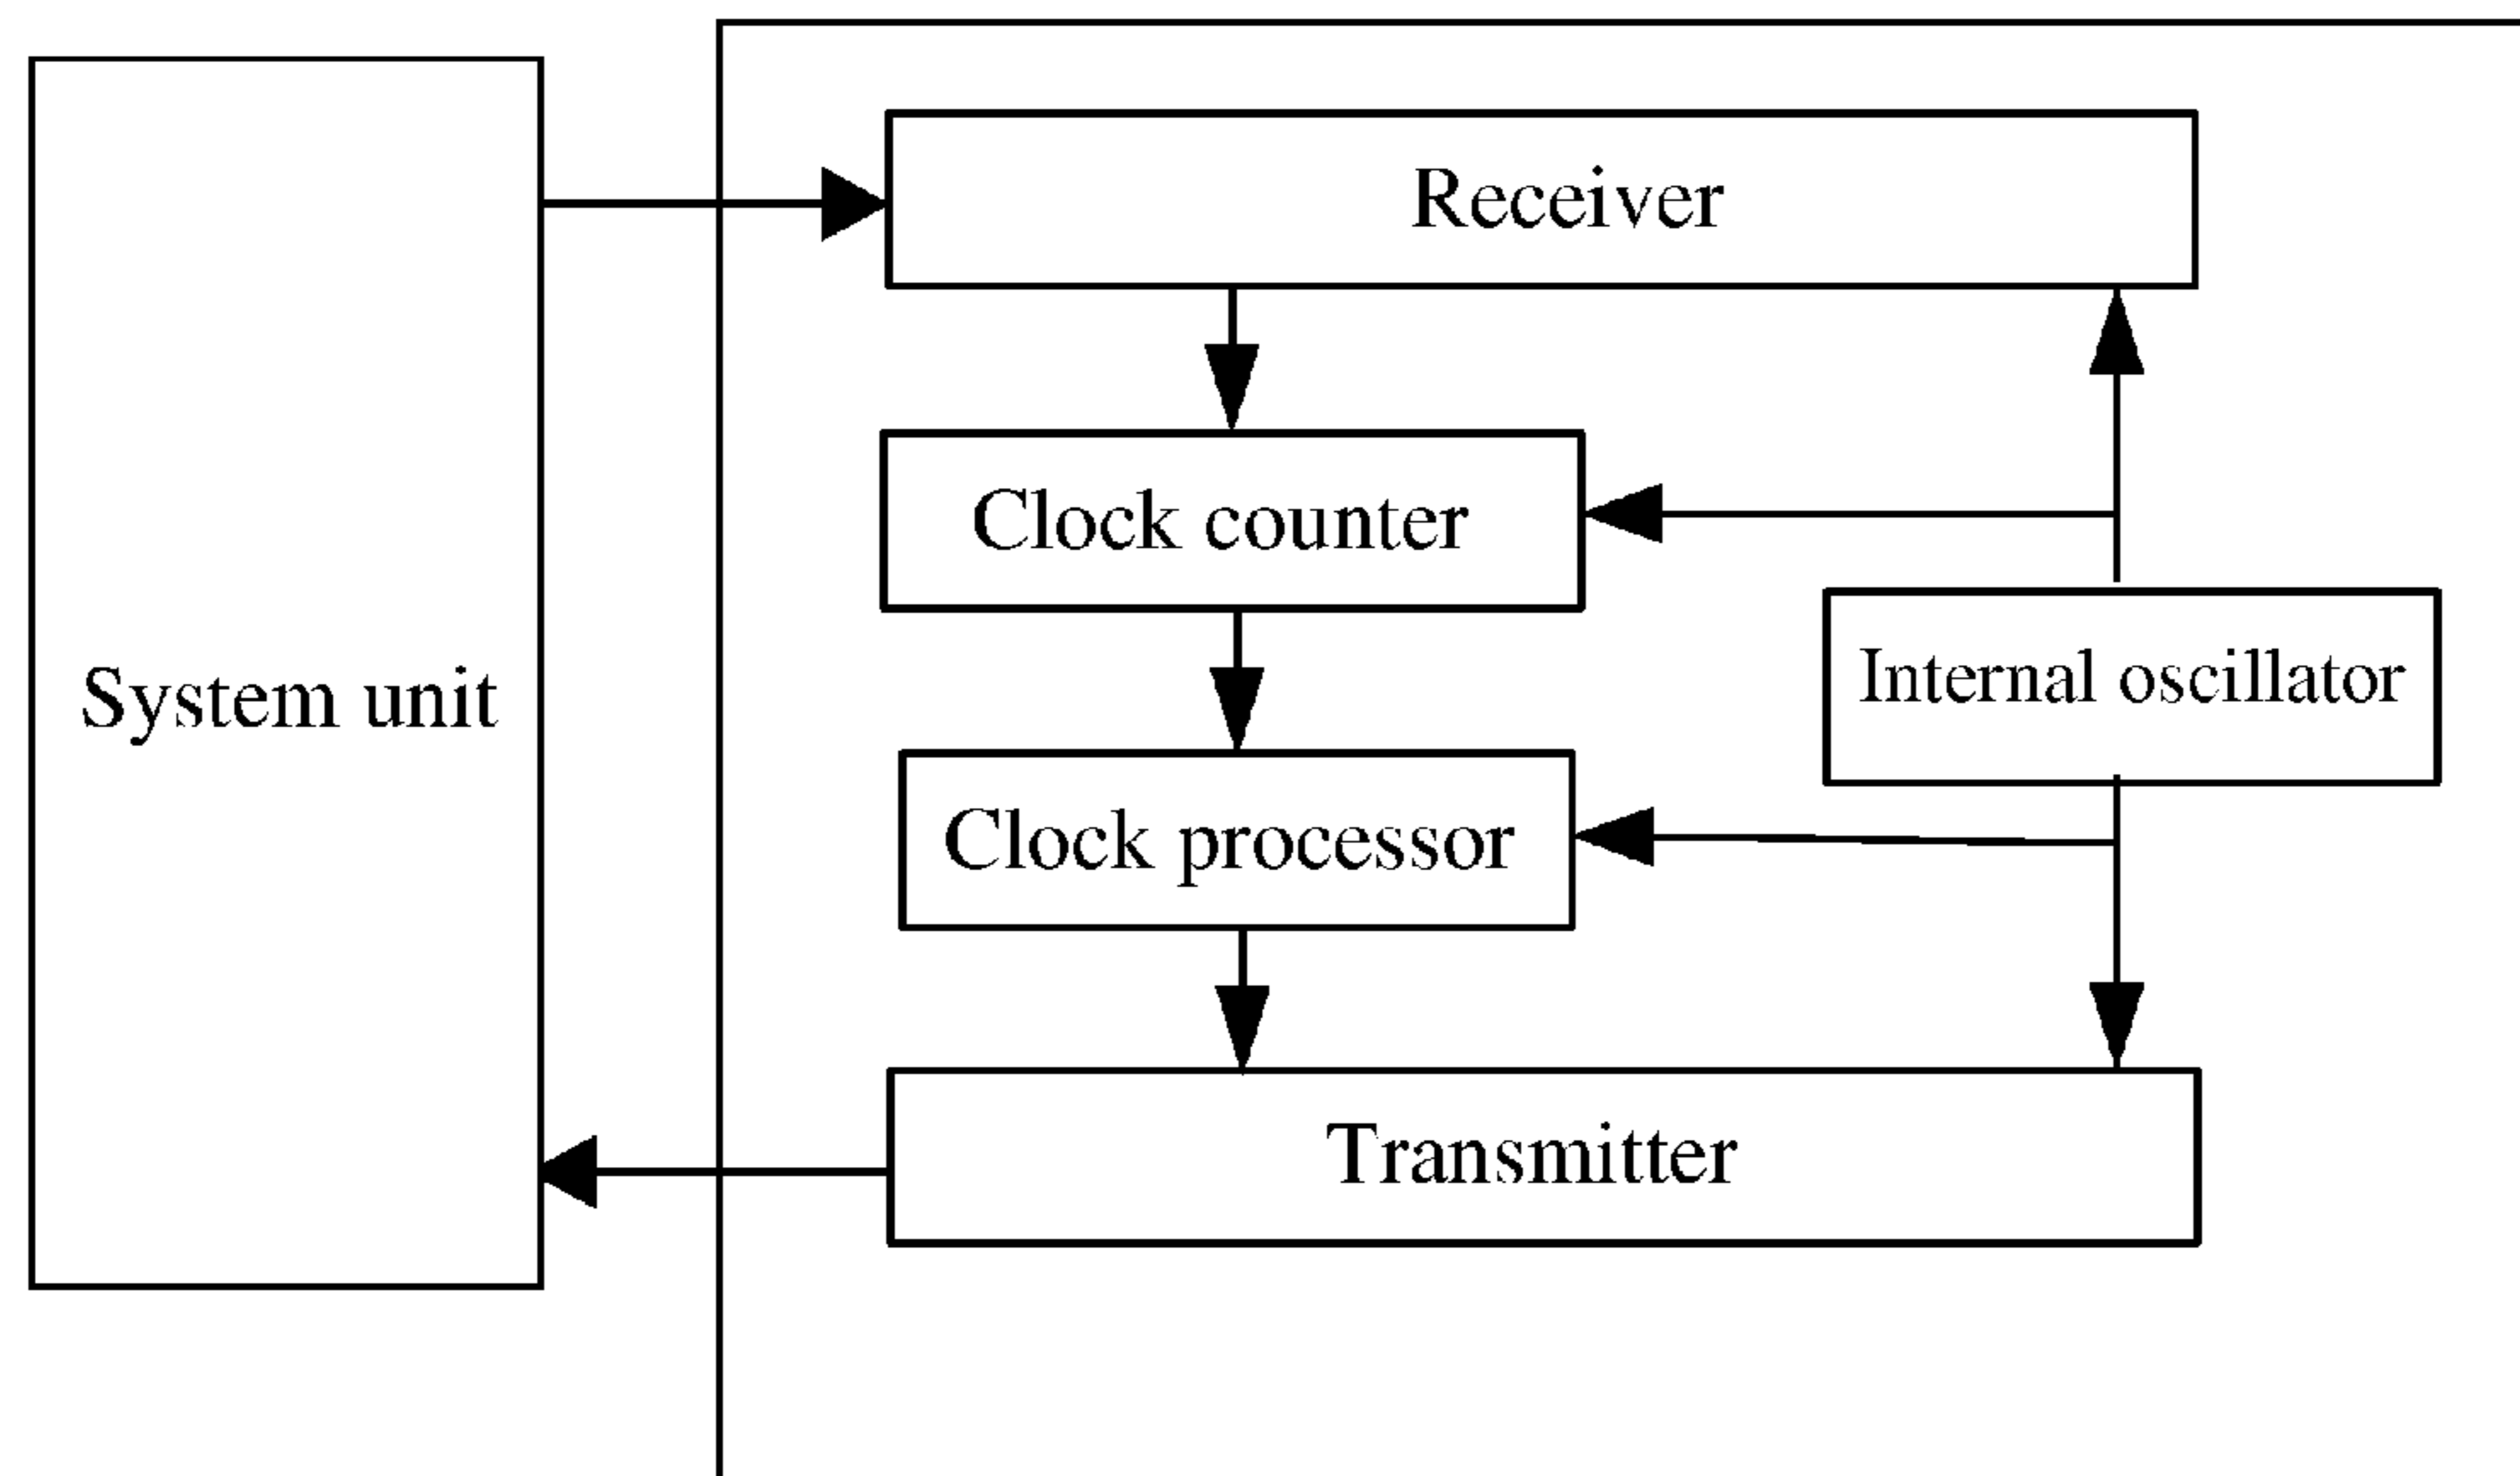 Receiver
Clock counter
Internal oscillator
System unit
Clock processor
Transmitter